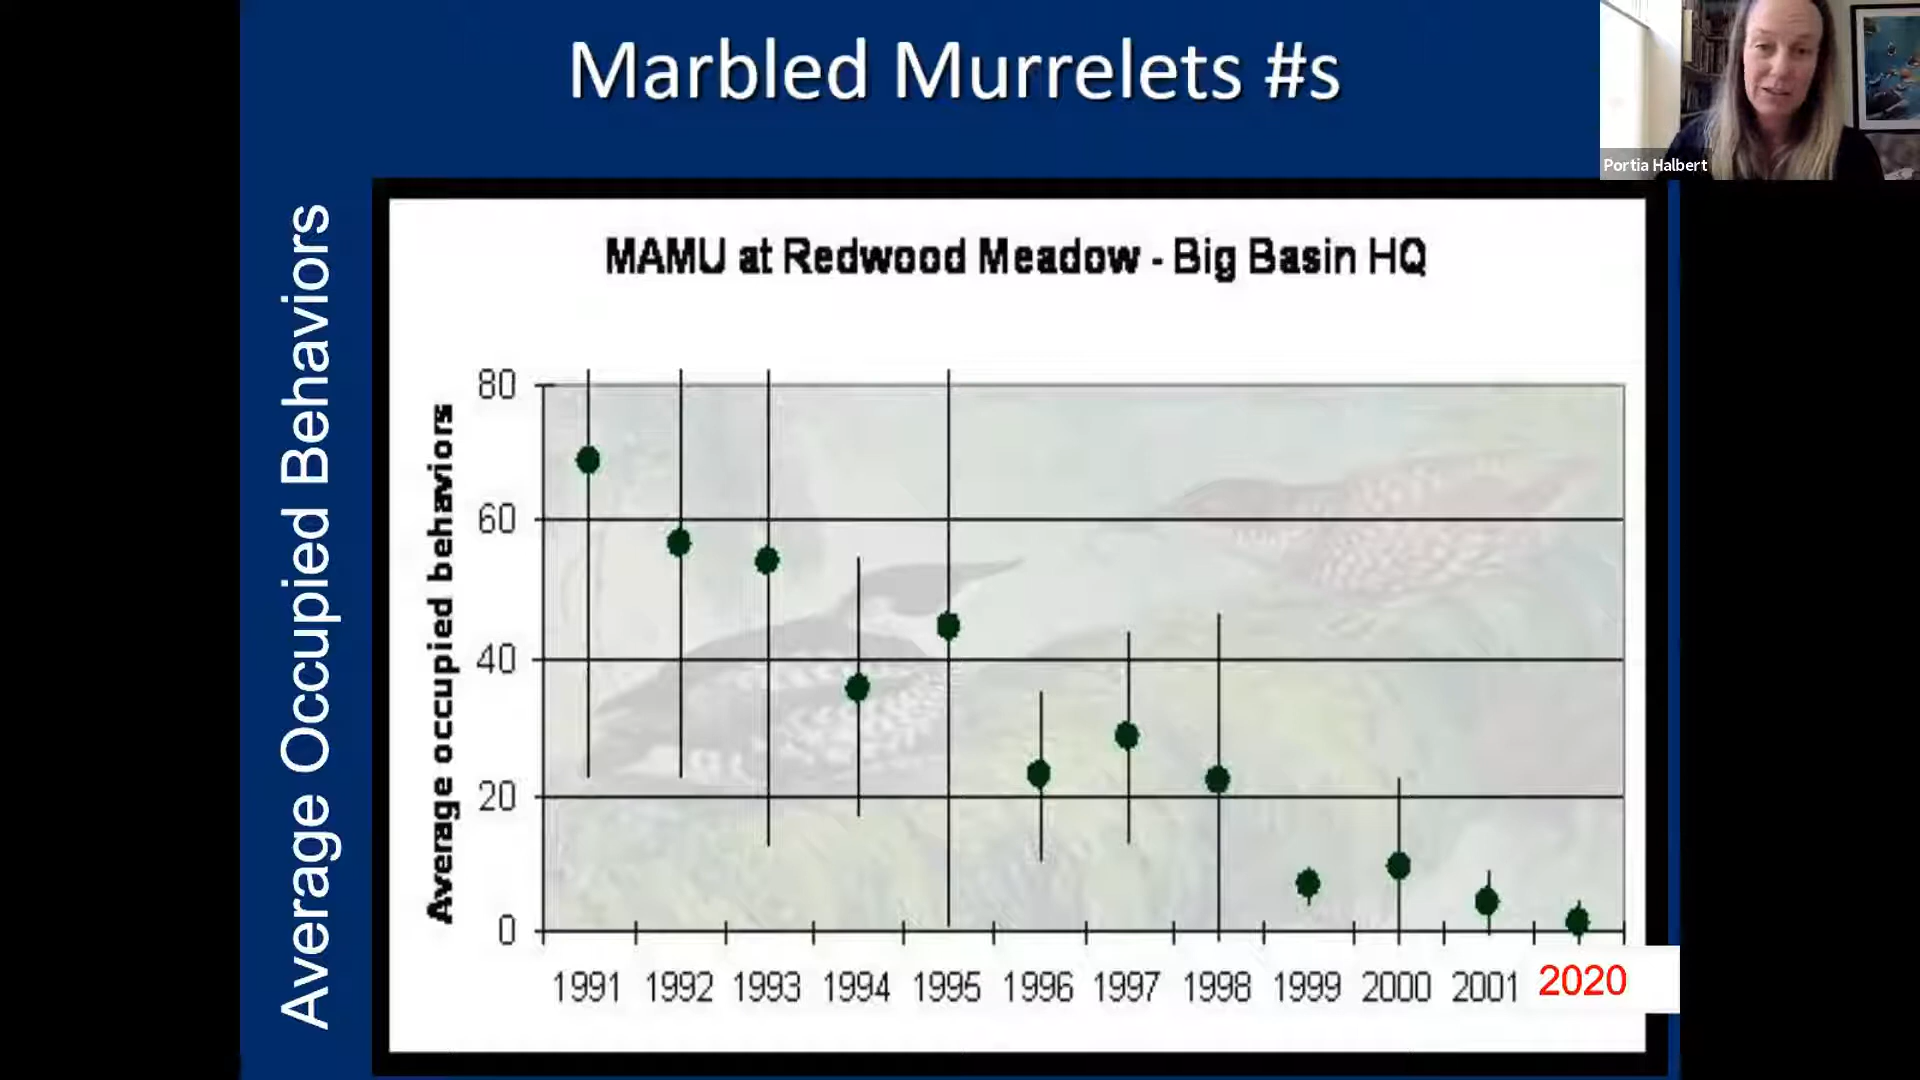 Marbled Murrelets #s
Portia Halbert
Average Occupied Behaviors
MAMU at Redwood Meadow - Big Basin HQ
Average occupied behaviors
80
60
40
20
0
1991 1992 1993 1994 1995 1996 1997 1998 1999 2000 2001 2020